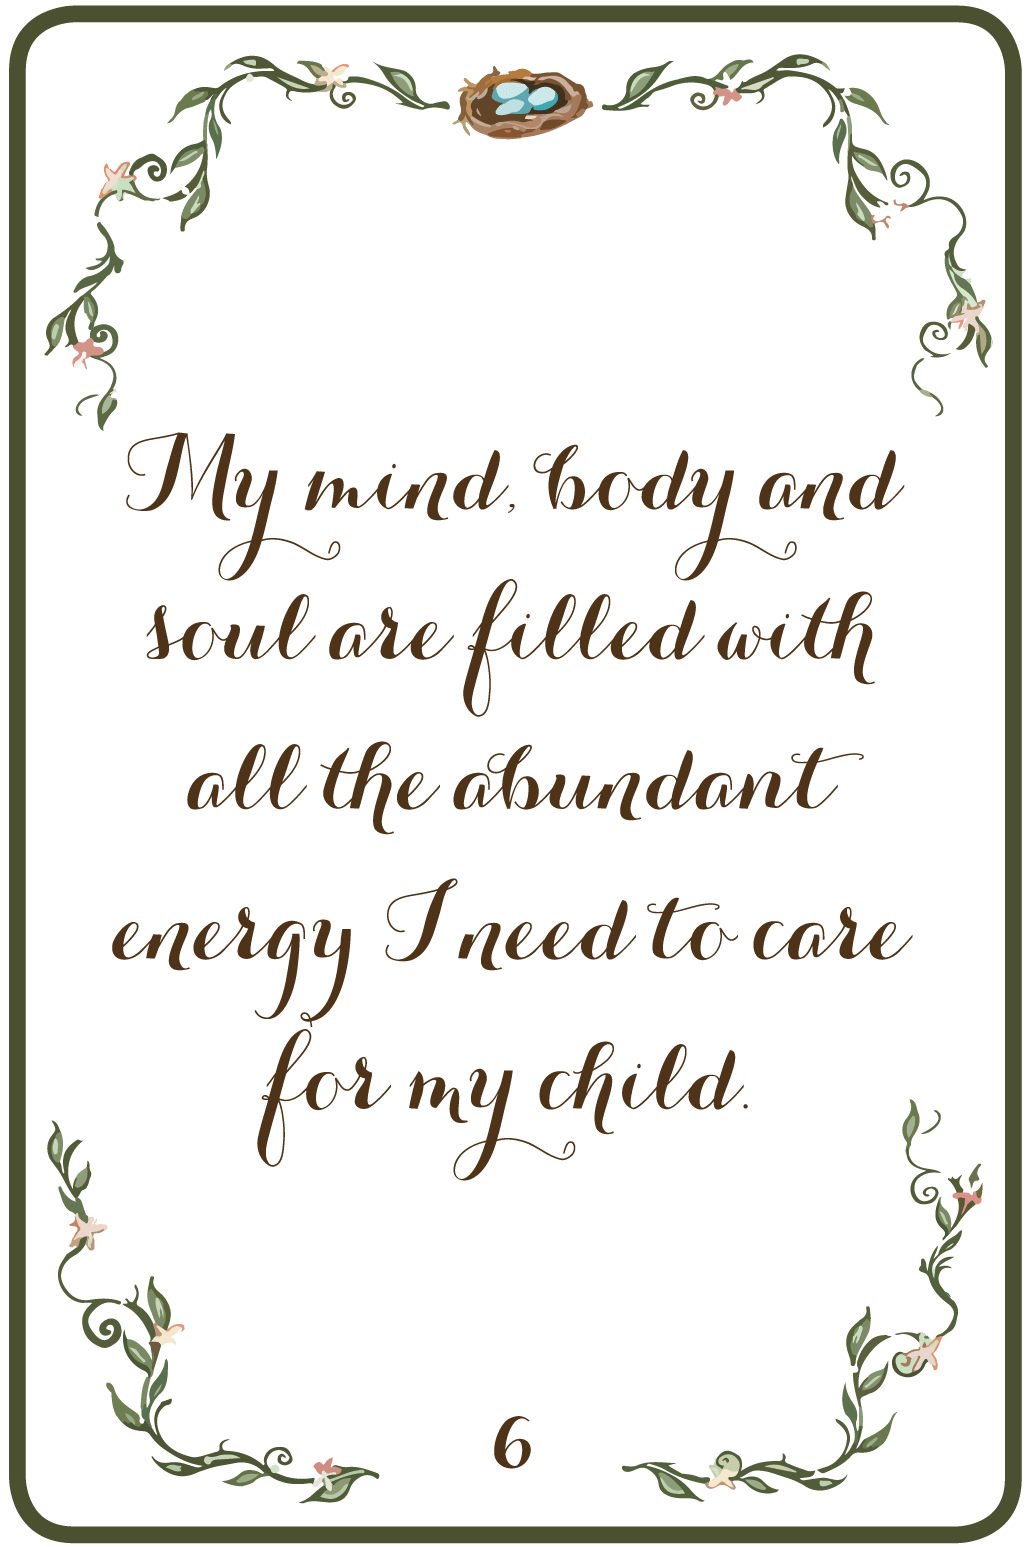 My mind, body and
soul are filled with
all the abundant
energy I need to care
for my child.
6